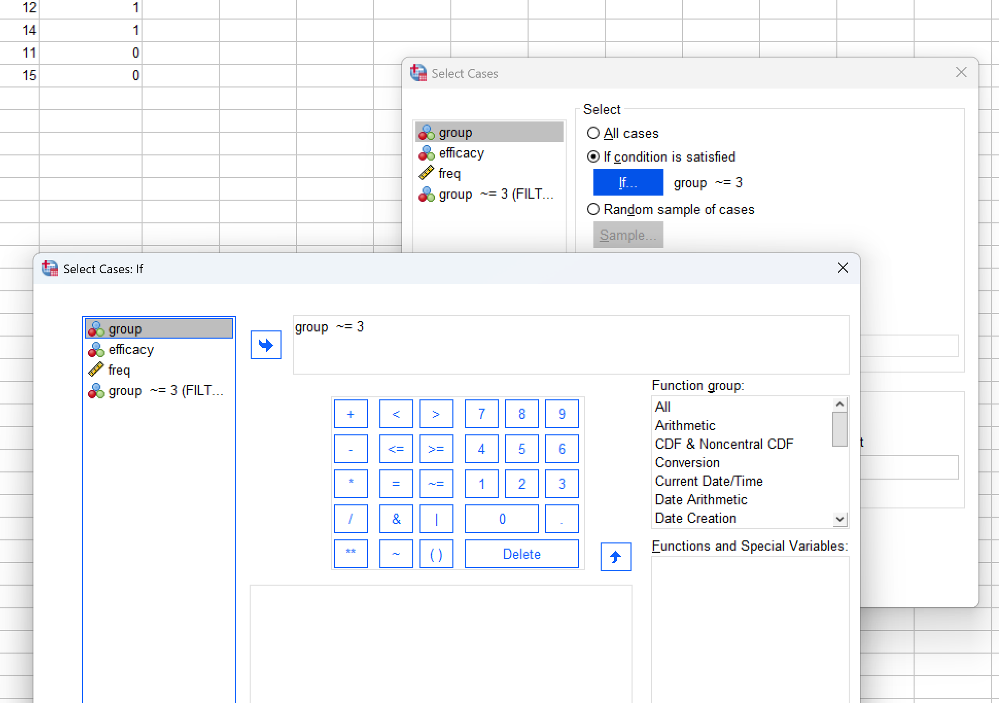 12 1
14 1
11 0
15 0
Select Cases
Select
group
All cases
efficacy
If condition is satisfied
freq
If... group ~= 3
group ~= 3 (FILT...
Random sample of cases
Sample...
Select Cases: If
group
efficacy
freq
group ~= 3 (FILT...
group ~= 3
Function group:
All
Arithmetic
CDF & Noncentral CDF
Conversion
Current Date/Time
Date Arithmetic
Date Creation
+ < > 7 8 9
- <= >= 4 5 6
* = ~= 1 2 3
/ & | 0 .
** ~ ( ) Delete
Functions and Special Variables: